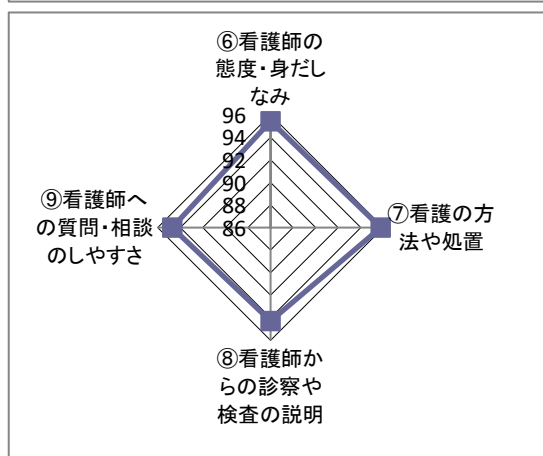 ⑥看護師の
態度・身だし
なみ
96
94
92
90
88
86
⑨看護師へ
の質問・相談
のしやすさ
⑦看護の方
法や処置
⑧看護師か
らの診察や
検査の説明